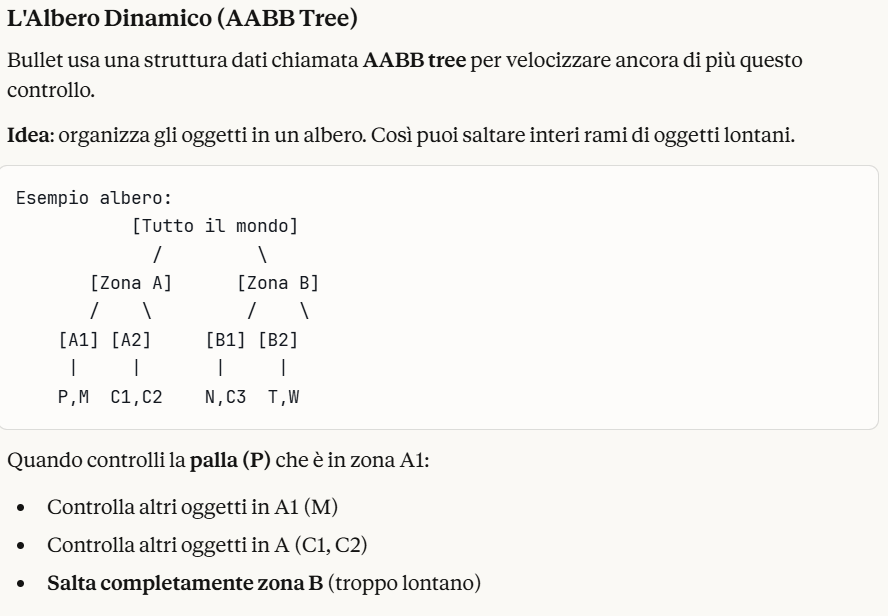 L'Albero Dinamico (AABB Tree)
Bullet usa una struttura dati chiamata AABB tree per velocizzare ancora di più questo
controllo.
Idea: organizza gli oggetti in un albero. Così puoi saltare interi rami di oggetti lontani.
Esempio albero:
           [Tutto il mondo]
             /         \
       [Zona A]      [Zona B]
       /    \         /    \
    [A1] [A2]     [B1] [B2]
     |     |       |     |
    P,M  C1,C2    N,C3  T,W
Quando controlli la palla (P) che è in zona A1:
• Controlla altri oggetti in A1 (M)
• Controlla altri oggetti in A (C1, C2)
• Salta completamente zona B (troppo lontano)